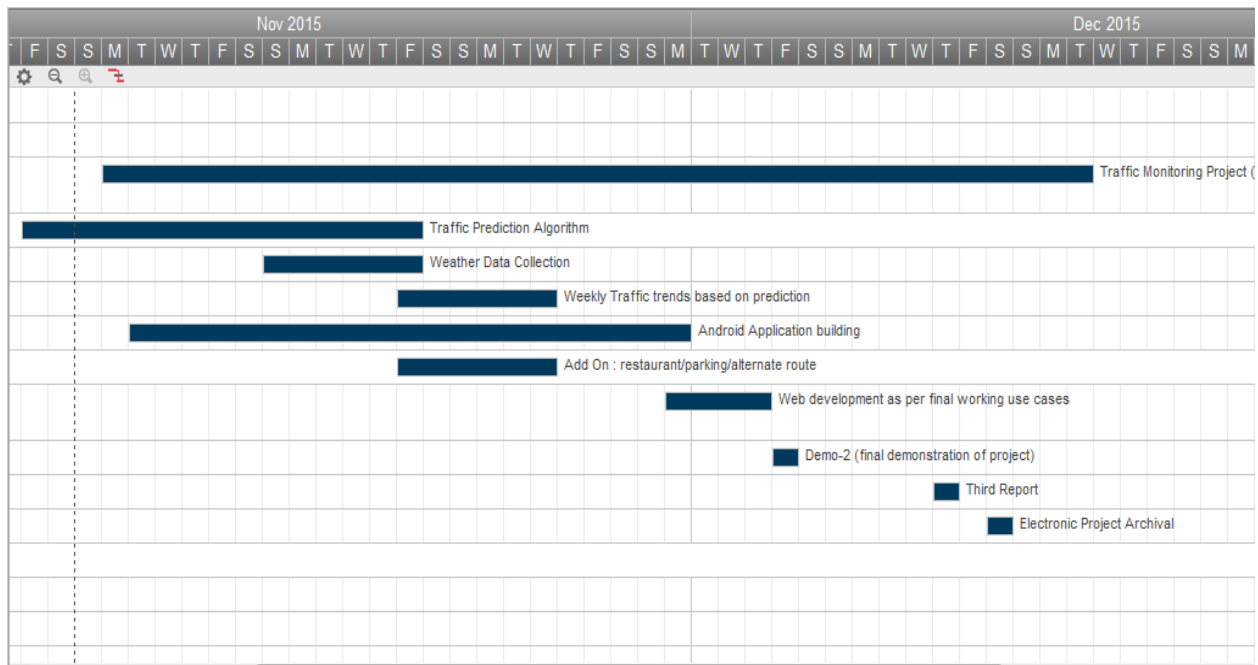 Nov 2015 Dec 2015
F S S M T W T F S S M T W T F S S M T W T F S S M T W T F S S M T W T F S S M T W T F S S M
Traffic Monitoring Project (
Traffic Prediction Algorithm
Weather Data Collection
Weekly Traffic trends based on prediction
Android Application building
Add On : restaurant/parking/alternate route
Web development as per final working use cases
Demo-2 (final demonstration of project)
Third Report
Electronic Project Archival